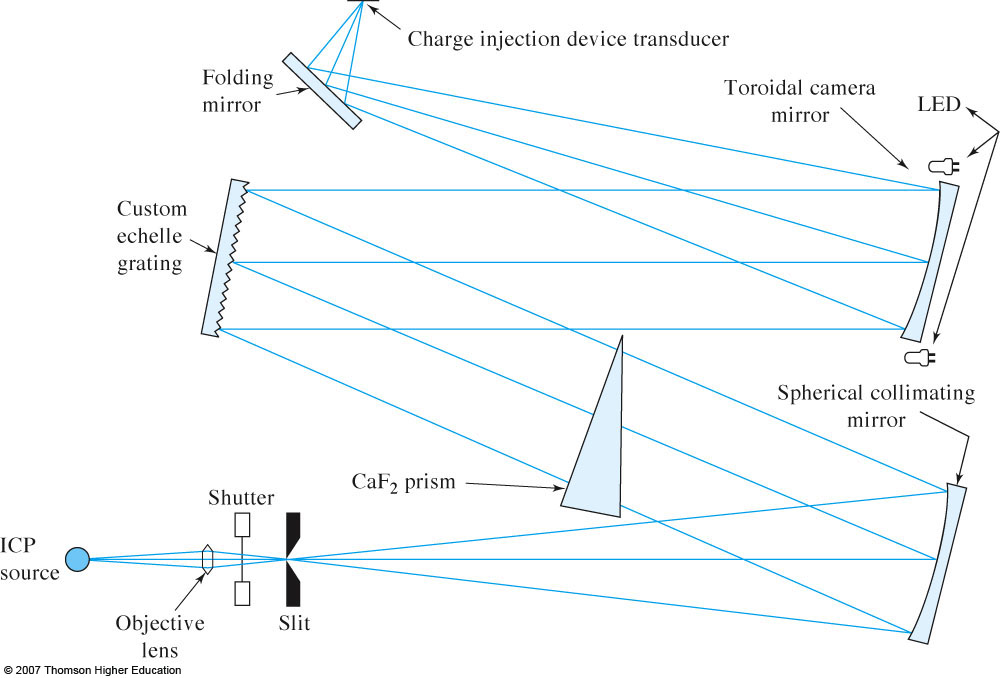 Charge injection device transducer
Folding
mirror
Toroidal camera
mirror
LED
Custom
echelle
grating
Spherical collimating
mirror
CaF₂ prism
Shutter
ICP
source
Objective
lens
Slit
© 2007 Thomson Higher Education